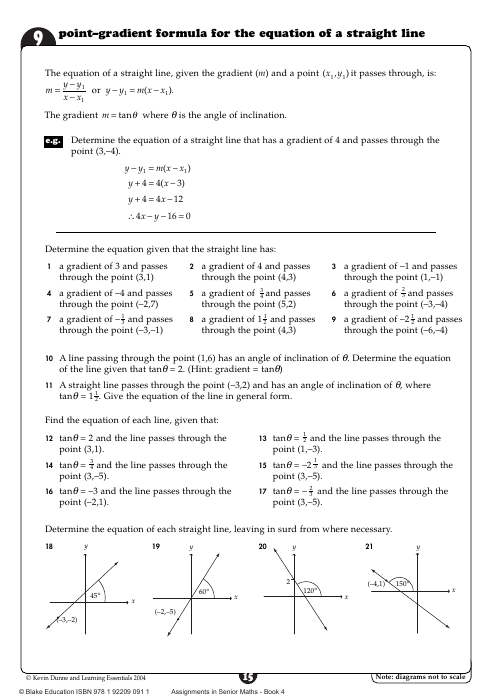 9 point–gradient formula for the equation of a straight line
The equation of a straight line, given the gradient (m) and a point (x₁,y₁) it passes through, is:
m = (y − y₁)/(x − x₁) or y − y₁ = m(x − x₁).
The gradient m = tanθ where θ is the angle of inclination.
e.g. Determine the equation of a straight line that has a gradient of 4 and passes through the
point (3,−4).
y − y₁ = m(x − x₁)
y + 4 = 4(x − 3)
y + 4 = 4x − 12
∴ 4x − y − 16 = 0
Determine the equation given that the straight line has:
1 a gradient of 3 and passes through the point (3,1)
2 a gradient of 4 and passes through the point (4,3)
3 a gradient of −1 and passes through the point (1,−1)
4 a gradient of −4 and passes through the point (−2,7)
5 a gradient of and passes through the point (5,2)
6 a gradient of and passes through the point (−3,−4)
7 a gradient of and passes through the point (−3,−1)
8 a gradient of 1½ and passes through the point (4,3)
9 a gradient of −2½ and passes through the point (−6,−4)
10 A line passing through the point (1,6) has an angle of inclination of θ. Determine the equation
of the line given that tanθ = 2. (Hint: gradient = tanθ)
11 A straight line passes through the point (−3,2) and has an angle of inclination of θ, where
tanθ = 1½. Give the equation of the line in general form.
Find the equation of each line, given that:
12 tanθ = 2 and the line passes through the point (3,1).
13 tanθ = ½ and the line passes through the point (1,−3).
14 tanθ = ¾ and the line passes through the point (3,−5).
15 tanθ = −2 and the line passes through the point (3,−5).
16 tanθ = −3 and the line passes through the point (−2,1).
17 tanθ = and the line passes through the point (3,−5).
Determine the equation of each straight line, leaving in surd from where necessary.
18 y
45°
x
(−3,−2)
19 y
60°
x
(−2,−5)
20 y
2
120°
x
21 y
(−4,1) 150°
x
© Kevin Dunne and Learning Essentials 2004
15
Note: diagrams not to scale
© Blake Education ISBN 978 1 92209 091 1 Assignments in Senior Maths - Book 4